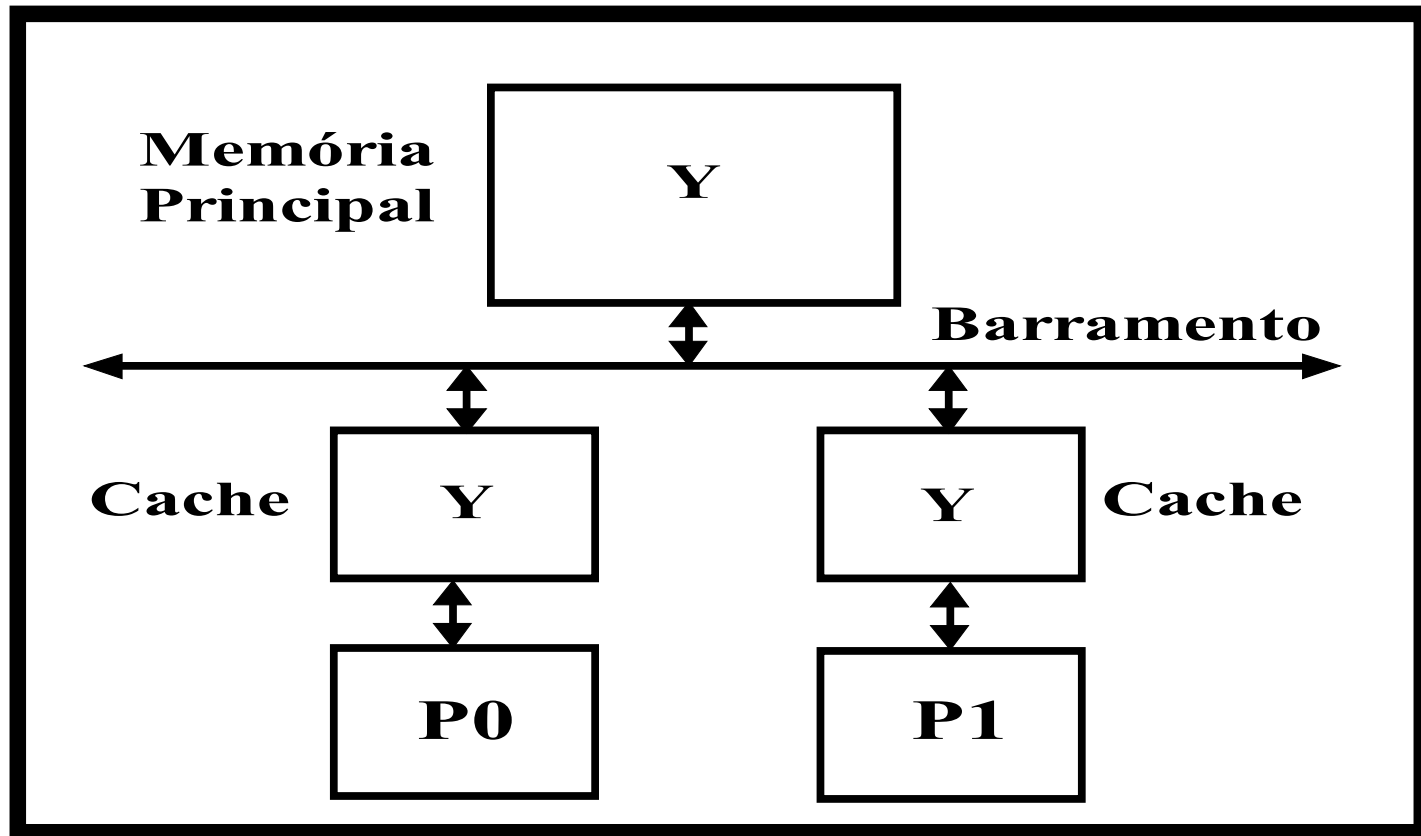 Memória
Principal
Y
Barramento
Cache
Y
Y
Cache
P0
P1